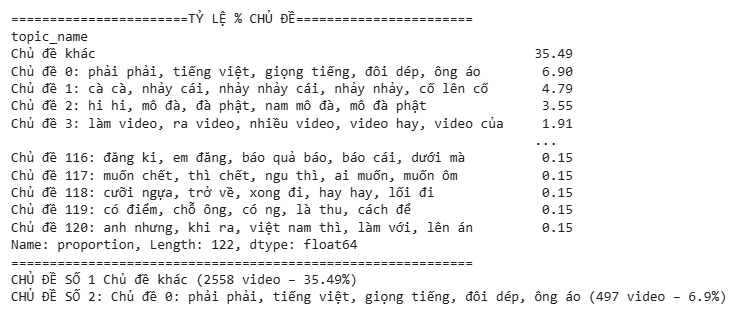 =======================TỶ LỆ % CHỦ ĐỀ=======================
topic_name
Chủ đề khác 35.49
Chủ đề 0: phải phải, tiếng việt, giọng tiếng, đôi dép, ông áo 6.90
Chủ đề 1: cà cà, nhảy cái, nhảy nhảy cái, nhảy nhảy, cố lên cố 4.79
Chủ đề 2: hi hi, mô đà, đà phật, nam mô đà, mô đà phật 3.55
Chủ đề 3: làm video, ra video, nhiều video, video hay, video của 1.91
...
Chủ đề 116: đăng ki, em đăng, báo quả báo, báo cái, dưới mà 0.15
Chủ đề 117: muốn chết, thì chết, ngu thì, ai muốn, muốn ôm 0.15
Chủ đề 118: cưỡi ngựa, trở về, xong đi, hay hay, lối đi 0.15
Chủ đề 119: có điểm, chỗ ông, có ng, là thu, cách để 0.15
Chủ đề 120: anh nhưng, khi ra, việt nam thì, làm với, lên án 0.15
Name: proportion, Length: 122, dtype: float64
============================================================
CHỦ ĐỀ SỐ 1 Chủ đề khác (2558 video – 35.49%)
CHỦ ĐỀ SỐ 2: Chủ đề 0: phải phải, tiếng việt, giọng tiếng, đôi dép, ông áo (497 video – 6.9%)